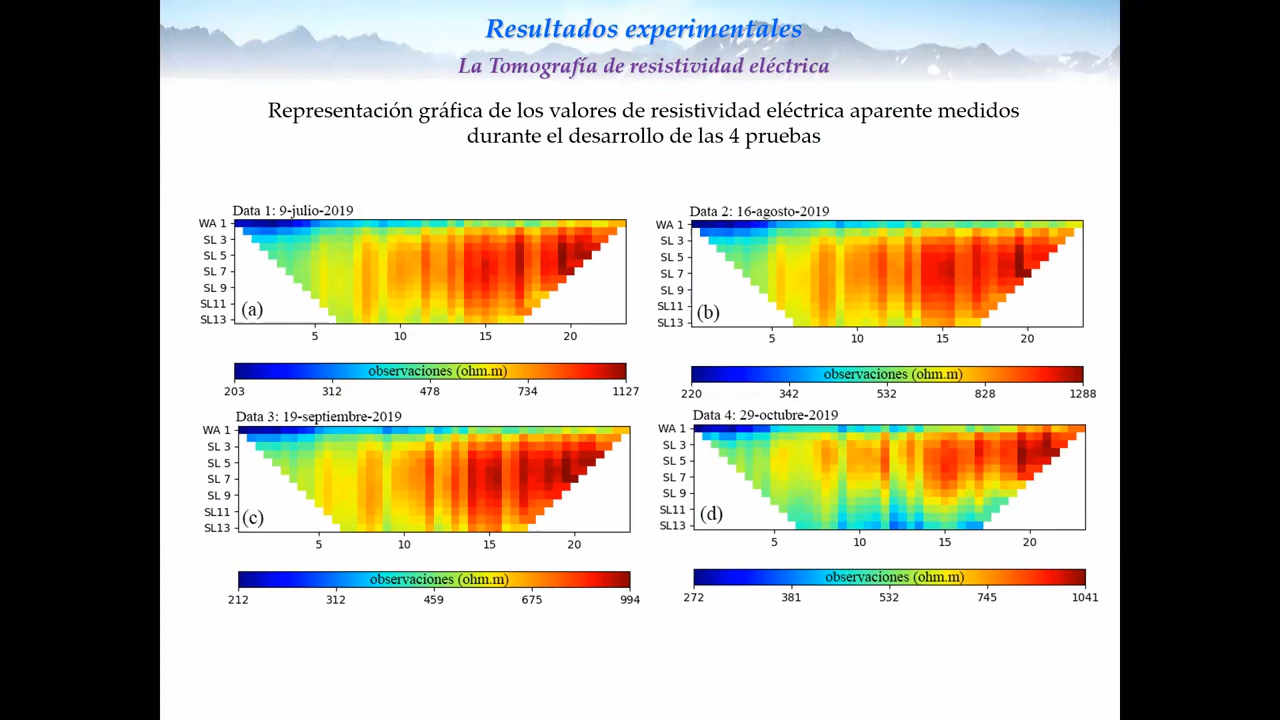 Resultados experimentales
La Tomografía de resistividad eléctrica
Representación gráfica de los valores de resistividad eléctrica aparente medidos
durante el desarrollo de las 4 pruebas
Data 1: 9-julio-2019
WA 1
SL 3
SL 5
SL 7
SL 9
SL11
SL13
(a)
5 10 15 20
observaciones (ohm.m)
203 312 478 734 1127
Data 2: 16-agosto-2019
WA 1
SL 3
SL 5
SL 7
SL 9
SL11
SL13
(b)
5 10 15 20
observaciones (ohm.m)
220 342 532 828 1288
Data 3: 19-septiembre-2019
WA 1
SL 3
SL 5
SL 7
SL 9
SL11
SL13
(c)
5 10 15 20
observaciones (ohm.m)
212 312 459 675 994
Data 4: 29-octubre-2019
WA 1
SL 3
SL 5
SL 7
SL 9
SL11
SL13
(d)
5 10 15 20
observaciones (ohm.m)
272 381 532 745 1041